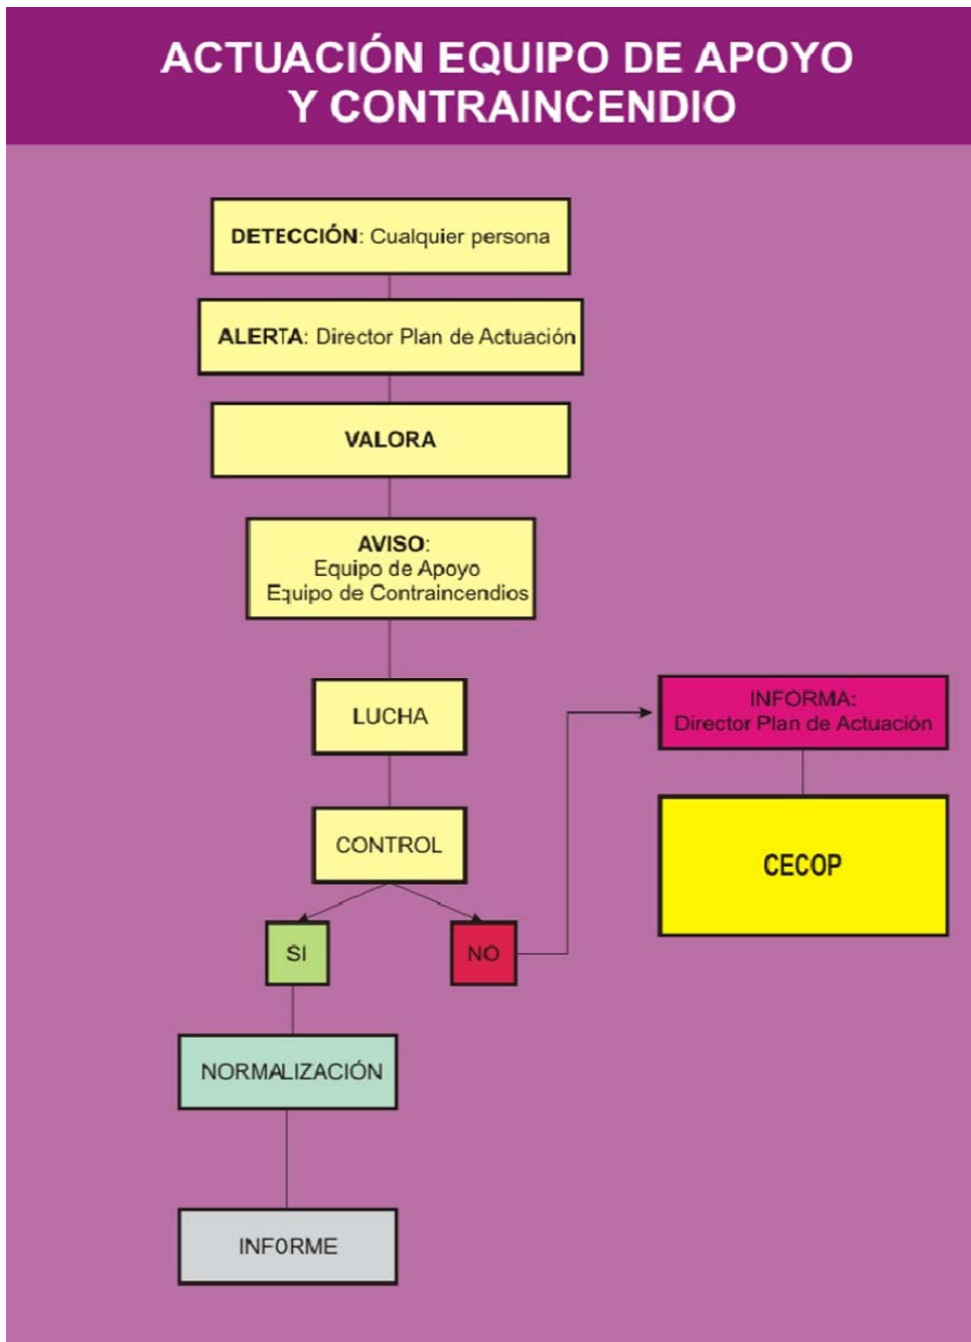 ACTUACIÓN EQUIPO DE APOYO
Y CONTRAINCENDIO
DETECCIÓN: Cualquier persona
ALERTA: Director Plan de Actuación
VALORA
AVISO:
Equipo de Apoyo
Equipo de Contraincendios
LUCHA
CONTROL
SI
NO
INFORMA:
Director Plan de Actuación
CECOP
NORMALIZACIÓN
INFORME